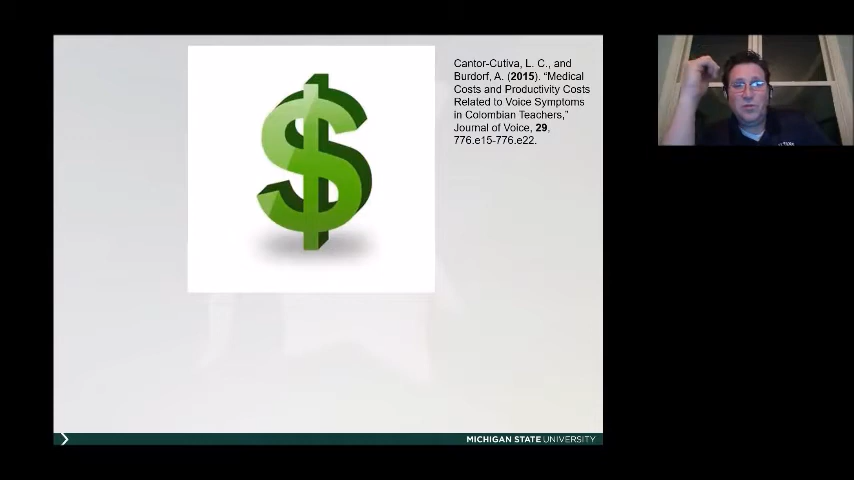 Cantor-Cutiva, L. C., and
Burdorf, A. (2015). “Medical
Costs and Productivity Costs
Related to Voice Symptoms
in Colombian Teachers,”
Journal of Voice, 29,
776.e15-776.e22.
MICHIGAN STATE UNIVERSITY